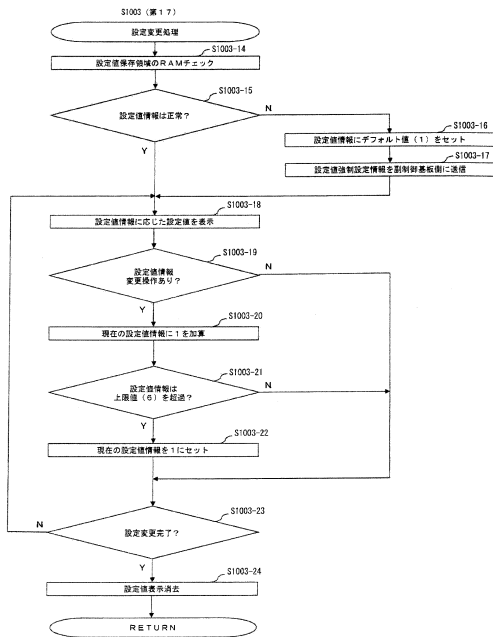 S1003（第１７）
設定変更処理
S1003-14
設定値保存領域のＲＡＭチェック
S1003-15
設定値情報は正常？
N
Y
S1003-16
設定値情報にデフォルト値（１）をセット
S1003-17
設定値強制設定情報を副制御基板側に送信
S1003-18
設定値情報に応じた設定値を表示
S1003-19
設定値情報
変更操作あり？
N
Y
S1003-20
現在の設定値情報に１を加算
S1003-21
設定値情報は
上限値（６）を超過？
N
Y
S1003-22
現在の設定値情報を１にセット
S1003-23
設定変更完了？
N
Y
S1003-24
設定値表示消去
ＲＥＴＵＲＮ